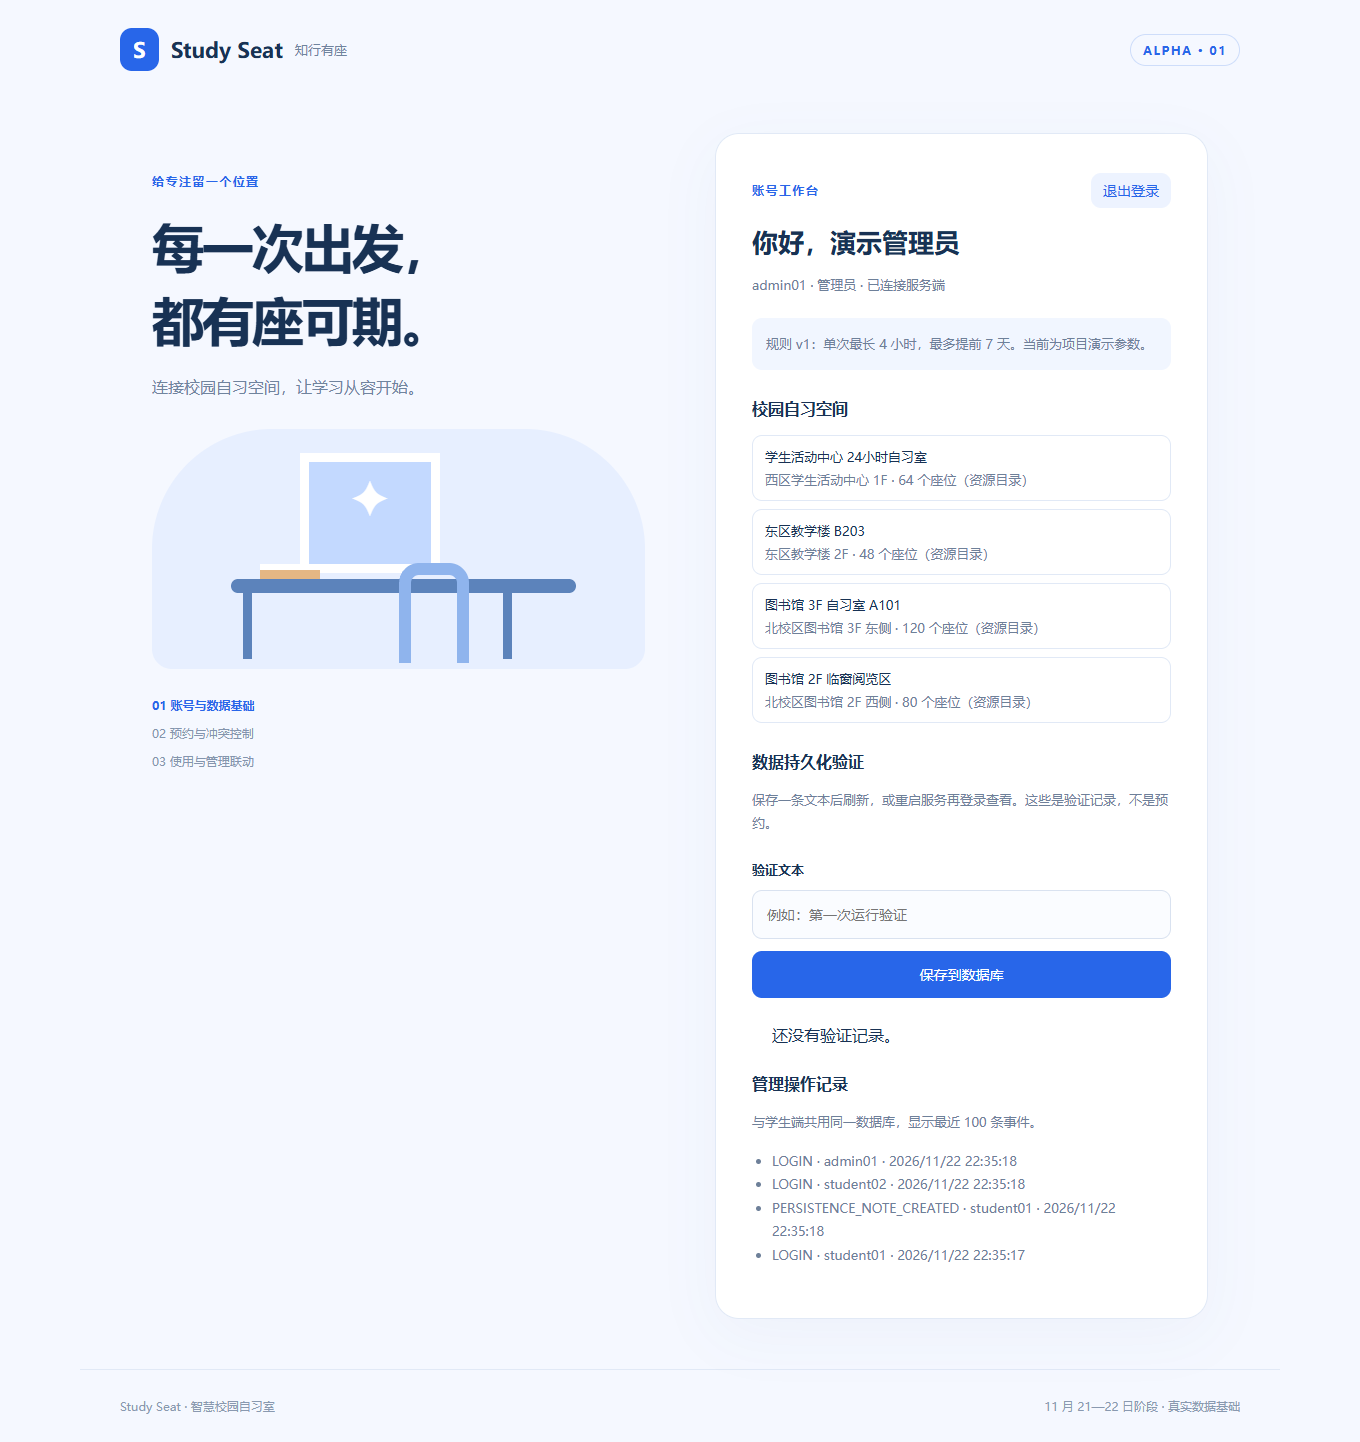 S Study Seat 知行有座
ALPHA • 01
给专注留一个位置
每一次出发，
都有座可期。
连接校园自习空间，让学习从容开始。
01 账号与数据基础
02 预约与冲突控制
03 使用与管理联动
账号工作台
退出登录
你好，演示管理员
admin01 · 管理员 · 已连接服务端
规则 v1：单次最长 4 小时，最多提前 7 天。当前为项目演示参数。
校园自习空间
学生活动中心 24小时自习室
西区学生活动中心 1F · 64 个座位（资源目录）
东区教学楼 B203
东区教学楼 2F · 48 个座位（资源目录）
图书馆 3F 自习室 A101
北校区图书馆 3F 东侧 · 120 个座位（资源目录）
图书馆 2F 临窗阅览区
北校区图书馆 2F 西侧 · 80 个座位（资源目录）
数据持久化验证
保存一条文本后刷新，或重启服务再登录查看。这些是验证记录，不是预
约。
验证文本
例如：第一次运行验证
保存到数据库
还没有验证记录。
管理操作记录
与学生端共用同一数据库，显示最近 100 条事件。
• LOGIN · admin01 · 2026/11/22 22:35:18
• LOGIN · student02 · 2026/11/22 22:35:18
• PERSISTENCE_NOTE_CREATED · student01 · 2026/11/22
22:35:18
• LOGIN · student01 · 2026/11/22 22:35:17
Study Seat · 智慧校园自习室
11 月 21—22 日阶段 · 真实数据基础